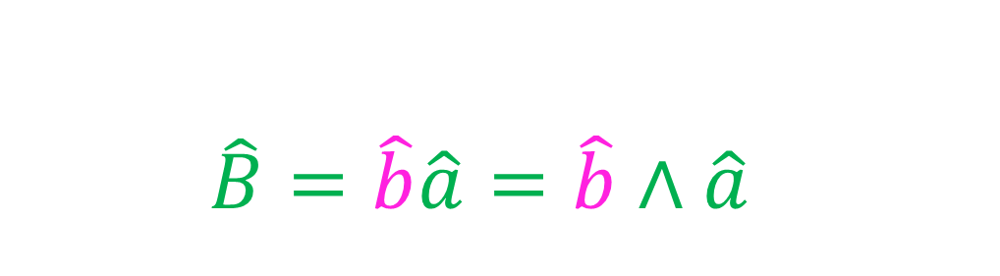 B̂ = b̂â = b̂ ∧ â